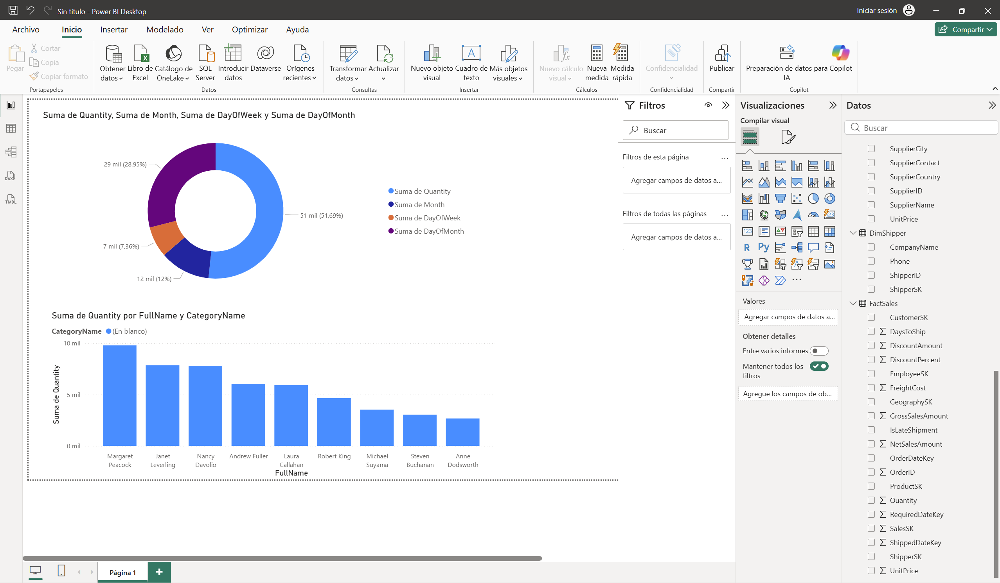 Sin título - Power BI Desktop
Iniciar sesión
Archivo
Inicio
Insertar
Modelado
Ver
Optimizar
Ayuda
Compartir
Pegar
Cortar
Copia
Copiar formato
Portapapeles
Obtener datos
Libro de Excel
Catálogo de OneLake
SQL Server
Introducir datos
Dataverse
Orígenes recientes
Datos
Transformar datos
Actualizar
Consultas
Nuevo objeto visual
Cuadro de texto
Más objetos visuales
Insertar
Nuevo cálculo visual
Nueva medida
Medida rápida
Cálculos
Confidencialidad
Confidencialidad
Publicar
Compartir
Preparación de datos para IA
Copilot
Copilot
DAX
TMDL
Suma de Quantity, Suma de Month, Suma de DayOfWeek y Suma de DayOfMonth
29 mil (28,95%)
51 mil (51,69%)
7 mil (7,36%)
12 mil (12%)
Suma de Quantity
Suma de Month
Suma de DayOfWeek
Suma de DayOfMonth
Suma de Quantity por FullName y CategoryName
CategoryName (En blanco)
10 mil
5 mil
0 mil
Suma de Quantity
Margaret Peacock
Janet Leverling
Nancy Davolio
Andrew Fuller
Laura Callahan
Robert King
Michael Suyama
Steven Buchanan
Anne Dodsworth
FullName
Página 1
Filtros
Buscar
Filtros de esta página
Agregar campos de datos a...
Filtros de todas las páginas
Agregar campos de datos a...
Visualizaciones
Compilar visual
123
123
R
Py
Valores
Agregar campos de datos a...
Obtener detalles
Entre varios informes
Mantener todos los filtros
Agregue los campos de ob...
Datos
Buscar
SupplierCity
SupplierContact
SupplierCountry
SupplierID
SupplierName
UnitPrice
DimShipper
CompanyName
Phone
ShipperID
ShipperSK
FactSales
CustomerSK
DaysToShip
DiscountAmount
DiscountPercent
EmployeeSK
FreightCost
GeographySK
GrossSalesAmount
IsLateShipment
NetSalesAmount
OrderDateKey
OrderID
ProductSK
Quantity
RequiredDateKey
SalesSK
ShippedDateKey
ShipperSK
UnitPrice